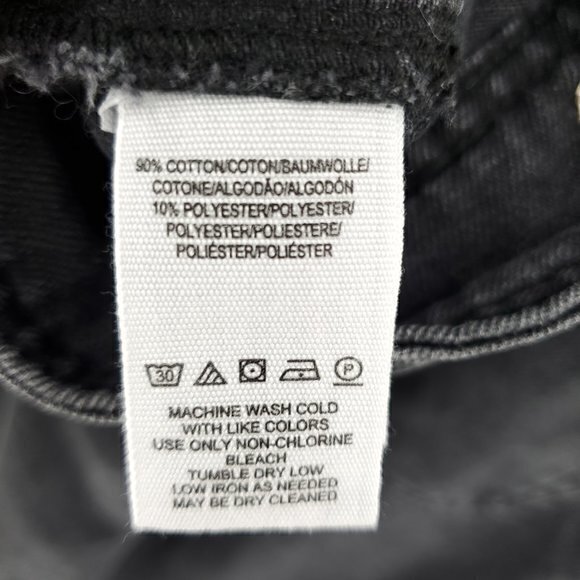 90% COTTON/COTON/BAUMWOLLE/
COTONE/ALGODÃO/ALGODÓN
10% POLYESTER/POLYESTER/
POLYESTER/POLIESTERE/
POLIÉSTER/POLIÉSTER
30 P
MACHINE WASH COLD
WITH LIKE COLORS
USE ONLY NON-CHLORINE
BLEACH
TUMBLE DRY LOW
LOW IRON AS NEEDED
MAY BE DRY CLEANED